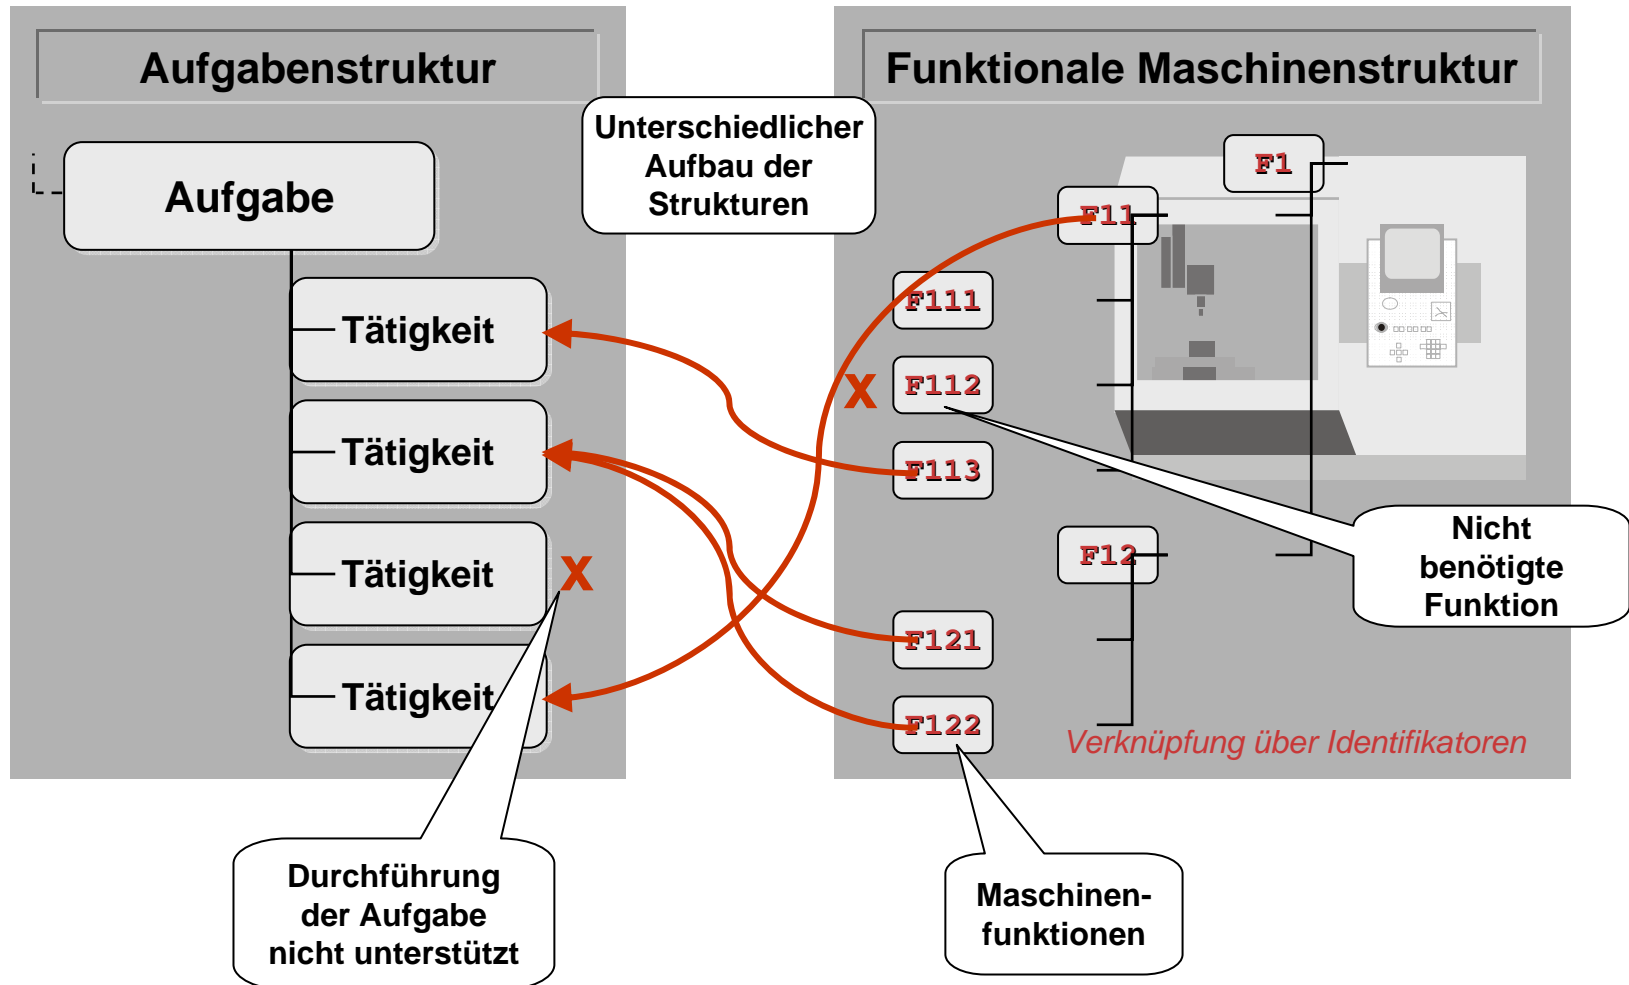 Aufgabenstruktur
Aufgabe
Tätigkeit
Tätigkeit
Tätigkeit
Tätigkeit
X
Durchführung
der Aufgabe
nicht unterstützt
Unterschiedlicher
Aufbau der
Strukturen
Funktionale Maschinenstruktur
F1
F11
F111
X
F112
F113
F12
F121
F122
Nicht
benötigte
Funktion
Verknüpfung über Identifikatoren
Maschinen-
funktionen